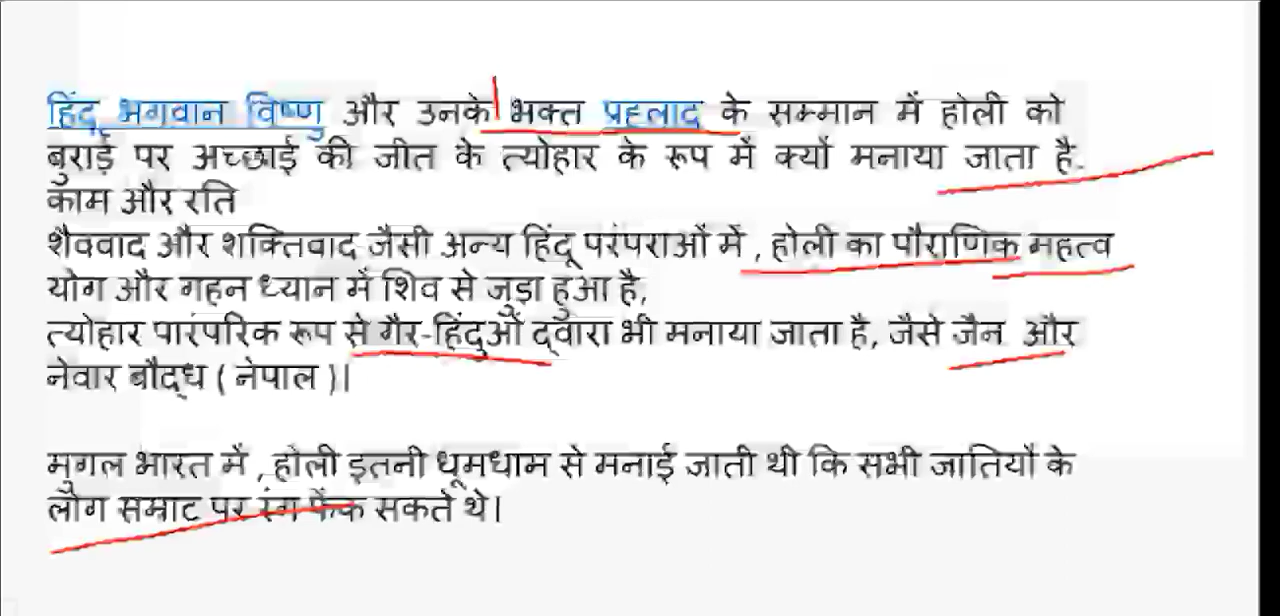 हिंदू भगवान विष्णु और उनके भक्त प्रहलाद के सम्मान में होली को
बुराई पर अच्छाई की जीत के त्योहार के रूप में क्यों मनाया जाता है.
काम और रति
शैववाद और शक्तिवाद जैसी अन्य हिंदू परंपराओं में , होली का पौराणिक महत्व
योग और गहन ध्यान में शिव से जुड़ा हुआ है,
त्योहार पारंपरिक रूप से गैर-हिंदुओं द्वारा भी मनाया जाता है, जैसे जैन और
नेवार बौद्ध ( नेपाल )।
मुगल भारत में , होली इतनी धूमधाम से मनाई जाती थी कि सभी जातियों के
लोग सम्राट पर रंग फेंक सकते थे।